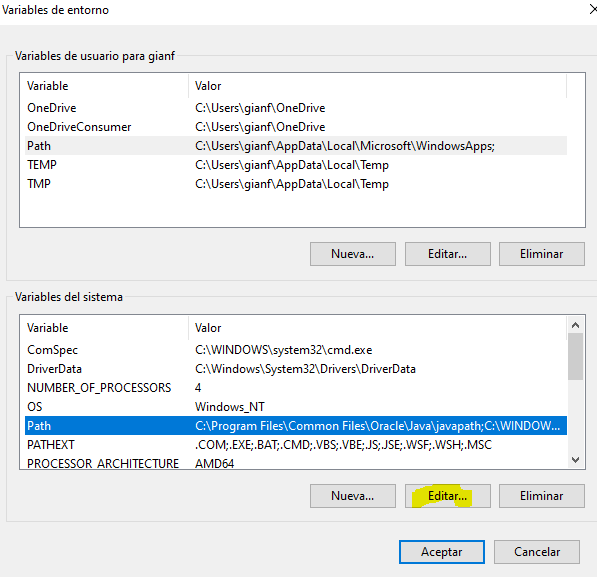 Variables de entorno
Variables de usuario para gianf
Variable Valor
OneDrive C:\Users\gianf\OneDrive
OneDriveConsumer C:\Users\gianf\OneDrive
Path C:\Users\gianf\AppData\Local\Microsoft\WindowsApps;
TEMP C:\Users\gianf\AppData\Local\Temp
TMP C:\Users\gianf\AppData\Local\Temp
Nueva... Editar... Eliminar
Variables del sistema
Variable Valor
ComSpec C:\WINDOWS\system32\cmd.exe
DriverData C:\Windows\System32\Drivers\DriverData
NUMBER_OF_PROCESSORS 4
OS Windows_NT
Path C:\Program Files\Common Files\Oracle\Java\javapath;C:\WINDOW...
PATHEXT .COM;.EXE;.BAT;.CMD;.VBS;.VBE;.JS;.JSE;.WSF;.WSH;.MSC
PROCESSOR_ARCHITECTURE AMD64
Nueva... Editar... Eliminar
Aceptar Cancelar